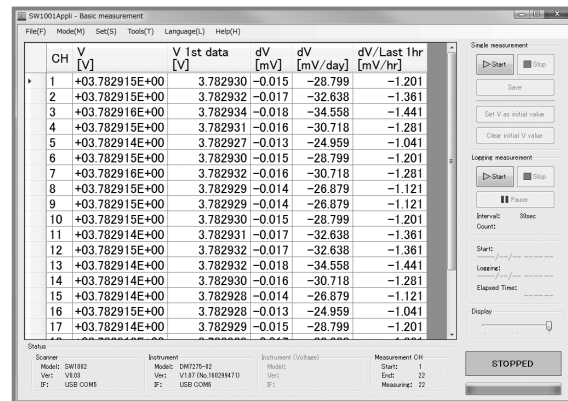 SW1001Appli - Basic measurement
File(F) Mode(M) Set(S) Tools(T) Language(L) Help(H)
CH V [V] V 1st data [V] dV [mV] dV [mV/day] dV/Last 1hr [mV/hr]
1 +03.782915E+00 3.782930 -0.015 -28.799 -1.201
2 +03.782915E+00 3.782932 -0.017 -32.638 -1.361
3 +03.782916E+00 3.782934 -0.018 -34.558 -1.441
4 +03.782915E+00 3.782931 -0.016 -30.718 -1.281
5 +03.782914E+00 3.782927 -0.013 -24.959 -1.041
6 +03.782915E+00 3.782930 -0.015 -28.799 -1.201
7 +03.782916E+00 3.782932 -0.016 -30.718 -1.281
8 +03.782915E+00 3.782929 -0.014 -26.879 -1.121
9 +03.782915E+00 3.782929 -0.014 -26.879 -1.121
10 +03.782915E+00 3.782930 -0.015 -28.799 -1.201
11 +03.782914E+00 3.782931 -0.017 -32.638 -1.361
12 +03.782915E+00 3.782932 -0.017 -32.638 -1.361
13 +03.782914E+00 3.782932 -0.018 -34.558 -1.441
14 +03.782914E+00 3.782930 -0.016 -30.718 -1.281
15 +03.782914E+00 3.782928 -0.014 -26.879 -1.121
16 +03.782914E+00 3.782928 -0.013 -24.959 -1.041
17 +03.782914E+00 3.782929 -0.015 -28.799 -1.201
Single measurement
Start Stop
Save
Set V as initial value
Clear initial V value
Logging measurement
Start Stop
Pause
Interval: 30sec
Count:
Start:
----/--/-- --:--:--
Logging:
----/--/-- --:--:--
Elapsed Time:
--:--:--
Display
STOPPED
Status
Scanner
Model: SW1002
Ver: V0.03
IF: USB COM5
Instrument
Model: DM7275-02
Ver: V1.07 (No.160299471)
IF: USB COM6
Instrument (Voltage)
Model:
Ver:
IF:
Measurement CH
Start: 1
End: 22
Measuring: 22